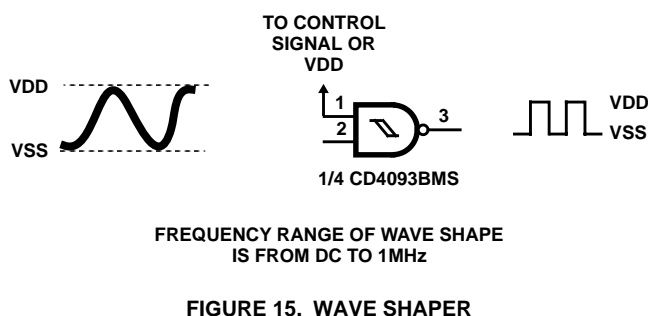 TO CONTROL
SIGNAL OR
VDD
VDD
VSS
1
2
3
1/4 CD4093BMS
VDD
VSS
FREQUENCY RANGE OF WAVE SHAPE
IS FROM DC TO 1MHz
FIGURE 15. WAVE SHAPER